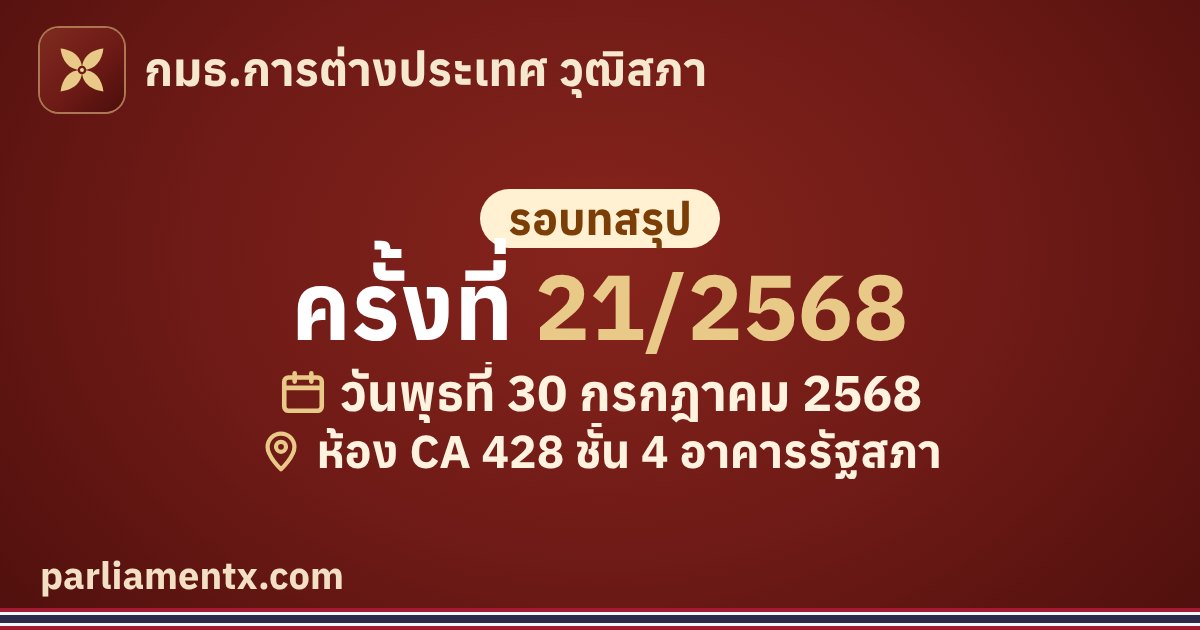 กมธ.การต่างประเทศ วุฒิสภา
รอบทสรุป
ครั้งที่ 21/2568
วันพุธที่ 30 กรกฎาคม 2568
ห้อง CA 428 ชั้น 4 อาคารรัฐสภา
parliamentx.com